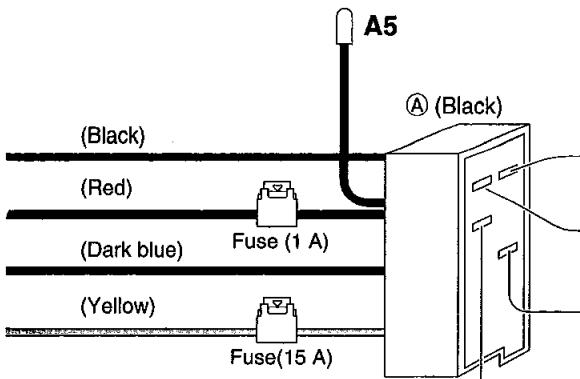 A5
Ⓐ (Black)
(Black)
(Red)
Fuse (1 A)
(Dark blue)
(Yellow)
Fuse(15 A)